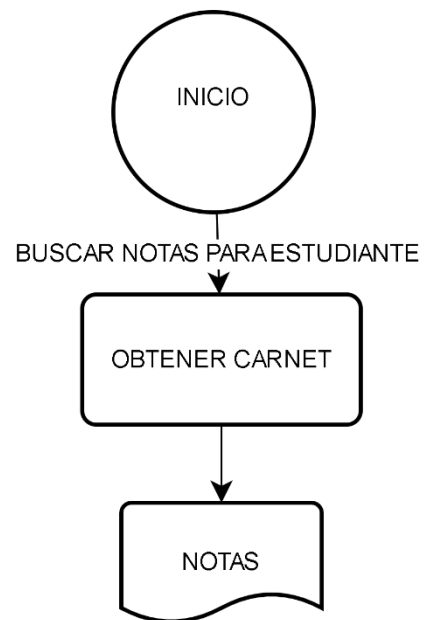 INICIO
BUSCAR NOTAS PARA ESTUDIANTE
OBTENER CARNET
NOTAS